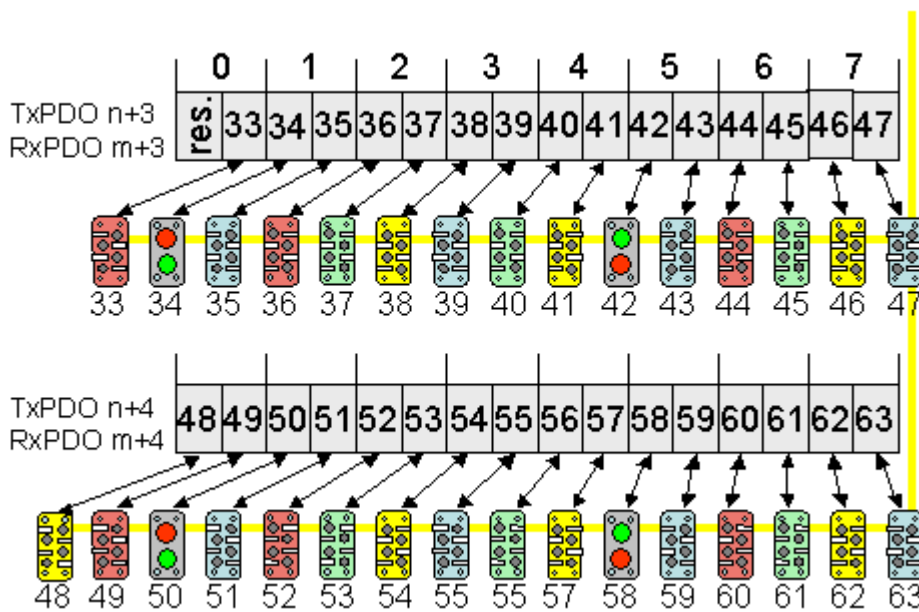 0 1 2 3 4 5 6 7
TxPDO n+3
RxPDO m+3
res. 33 34 35 36 37 38 39 40 41 42 43 44 45 46 47
33 34 35 36 37 38 39 40 41 42 43 44 45 46 47
TxPDO n+4
RxPDO m+4
48 49 50 51 52 53 54 55 56 57 58 59 60 61 62 63
48 49 50 51 52 53 54 55 55 57 58 59 60 61 62 63